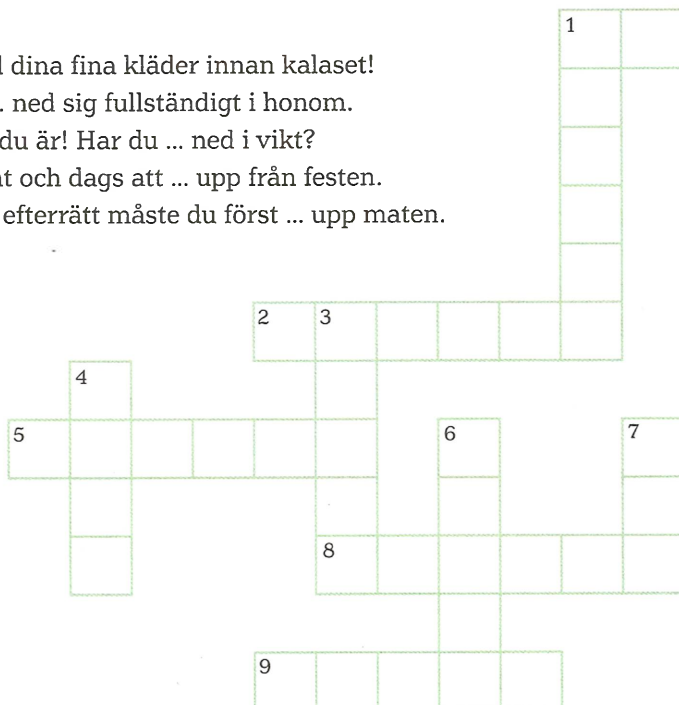 dina fina kläder innan kalaset!
. ned sig fullständigt i honom.
du är! Har du ... ned i vikt?
och dags att ... upp från festen.
efterrätt måste du först ... upp maten.
1
2 3
4
5 6 7
8
9